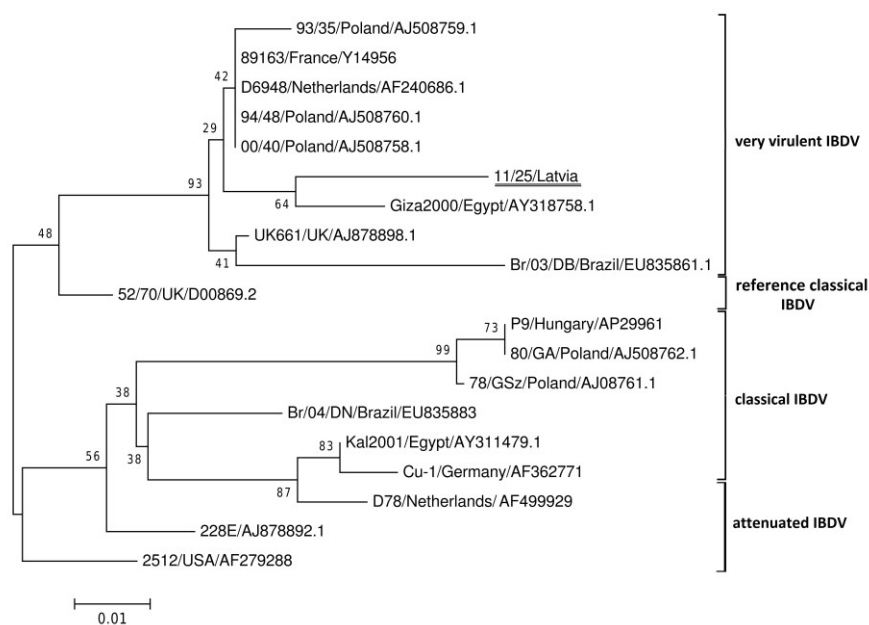 93/35/Poland/AJ508759.1
89163/France/Y14956
42
D6948/Netherlands/AF240686.1
94/48/Poland/AJ508760.1
29
00/40/Poland/AJ508758.1
very virulent IBDV
11/25/Latvia
93
64
Giza2000/Egypt/AY318758.1
48
UK661/UK/AJ878898.1
41
Br/03/DB/Brazil/EU835861.1
52/70/UK/D00869.2
reference classical
IBDV
P9/Hungary/AP29961
73
99
80/GA/Poland/AJ508762.1
78/GSz/Poland/AJ08761.1
38
classical IBDV
Br/04/DN/Brazil/EU835883
Kal2001/Egypt/AY311479.1
83
38
56
Cu-1/Germany/AF362771
87
D78/Netherlands/ AF499929
228E/AJ878892.1
attenuated IBDV
2512/USA/AF279288
0.01